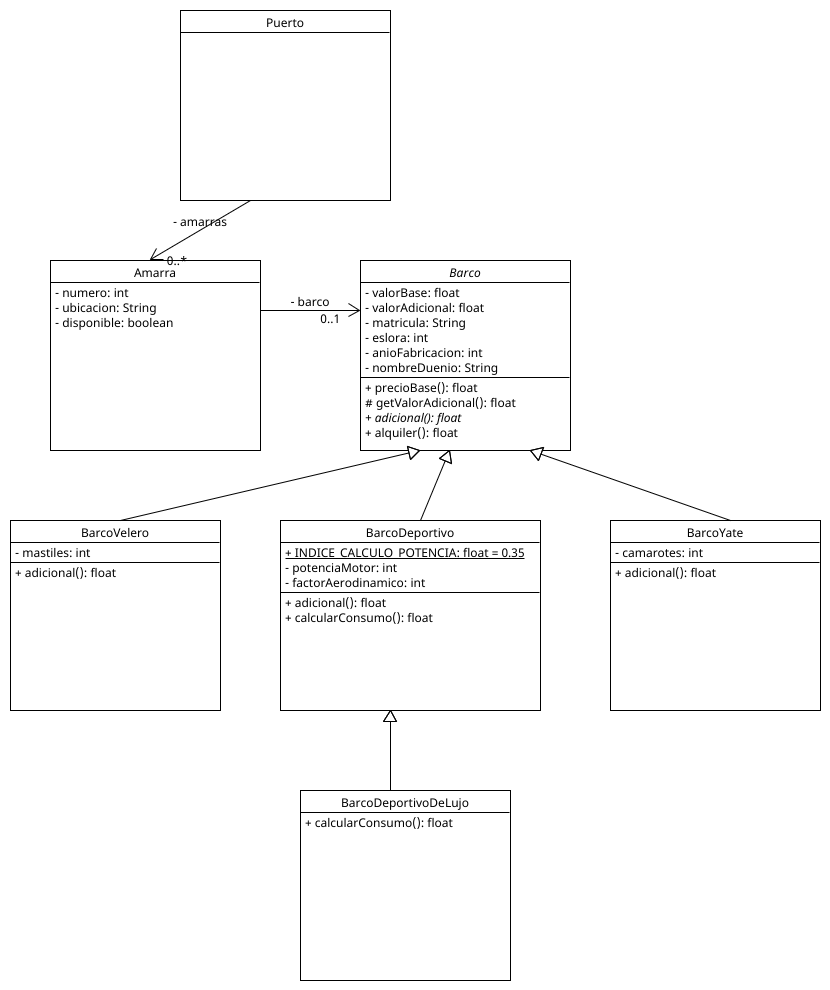 Puerto
- amarras
0..*
Amarra
- numero: int
- ubicacion: String
- disponible: boolean
- barco
0..1
Barco
- valorBase: float
- valorAdicional: float
- matricula: String
- eslora: int
- anioFabricacion: int
- nombreDuenio: String
+ precioBase(): float
# getValorAdicional(): float
+ adicional(): float
+ alquiler(): float
BarcoVelero
- mastiles: int
+ adicional(): float
BarcoDeportivo
+ INDICE_CALCULO_POTENCIA: float = 0.35
- potenciaMotor: int
- factorAerodinamico: int
+ adicional(): float
+ calcularConsumo(): float
BarcoYate
- camarotes: int
+ adicional(): float
BarcoDeportivoDeLujo
+ calcularConsumo(): float